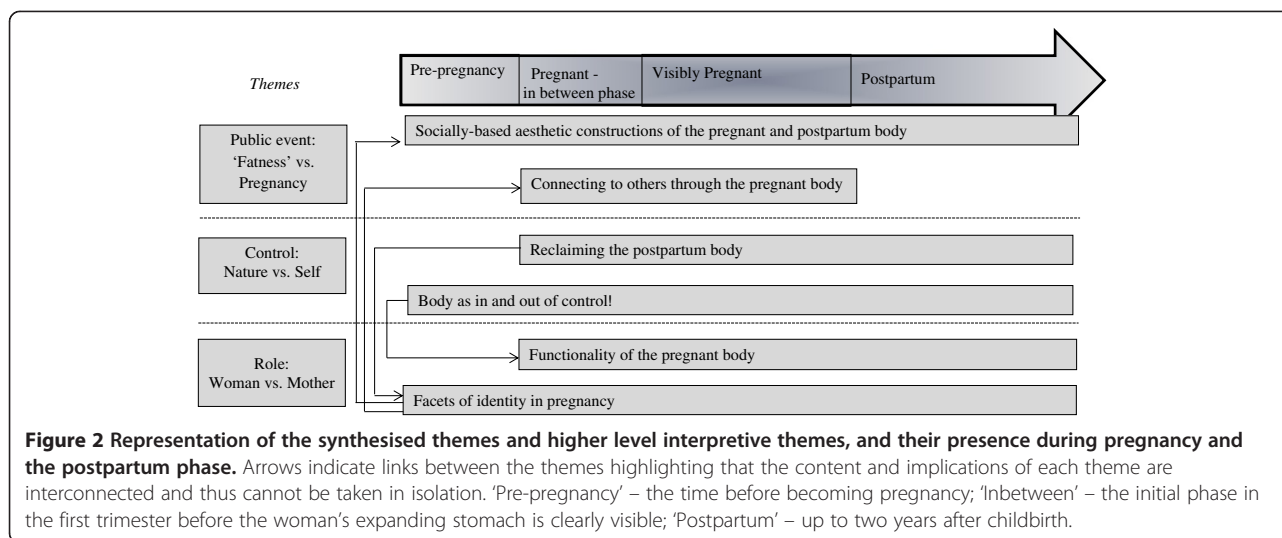 Themes
Pre-pregnancy
Pregnant -
in between phase
Visibly Pregnant
Postpartum
Public event:
‘Fatness’ vs.
Pregnancy
Socially-based aesthetic constructions of the pregnant and postpartum body
Connecting to others through the pregnant body
Control:
Nature vs. Self
Reclaiming the postpartum body
Body as in and out of control!
Role:
Woman vs. Mother
Functionality of the pregnant body
Facets of identity in pregnancy
Figure 2 Representation of the synthesised themes and higher level interpretive themes, and their presence during pregnancy and
the postpartum phase. Arrows indicate links between the themes highlighting that the content and implications of each theme are
interconnected and thus cannot be taken in isolation. ‘Pre-pregnancy’ – the time before becoming pregnancy; ‘Inbetween’ – the initial phase in
the first trimester before the woman’s expanding stomach is clearly visible; ‘Postpartum’ – up to two years after childbirth.